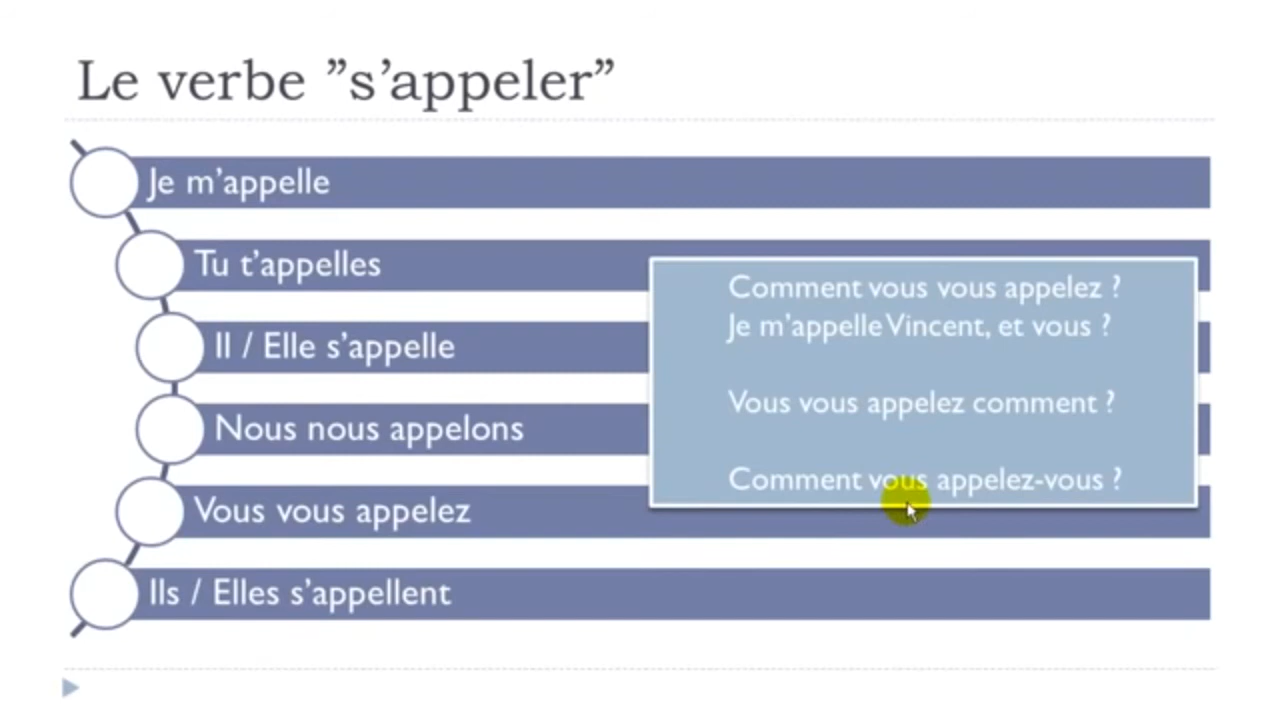 Le verbe ”s’appeler”
Je m’appelle
Tu t’appelles
Il / Elle s’appelle
Nous nous appelons
Vous vous appelez
Ils / Elles s’appellent
Comment vous vous appelez ?
Je m’appelle Vincent, et vous ?
Vous vous appelez comment ?
Comment vous appelez-vous ?